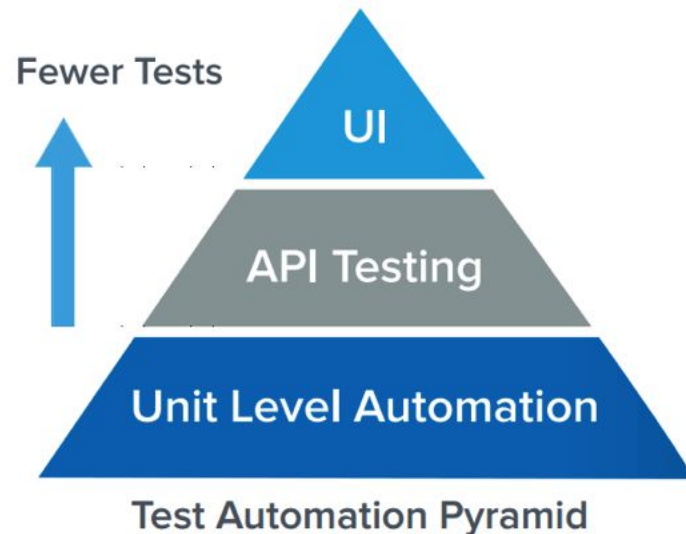 Fewer Tests
UI
API Testing
Unit Level Automation
Test Automation Pyramid